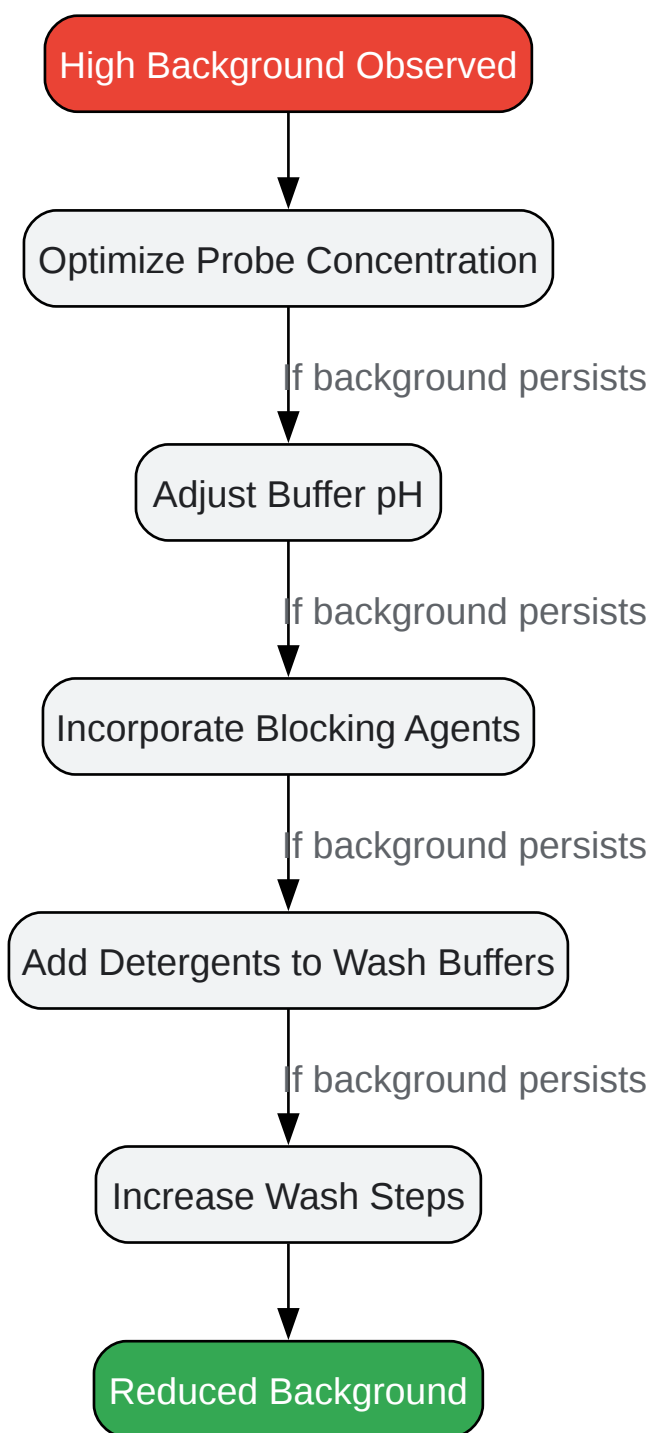 High Background Observed
Optimize Probe Concentration
If background persists
Adjust Buffer pH
If background persists
Incorporate Blocking Agents
If background persists
Add Detergents to Wash Buffers
If background persists
Increase Wash Steps
Reduced Background